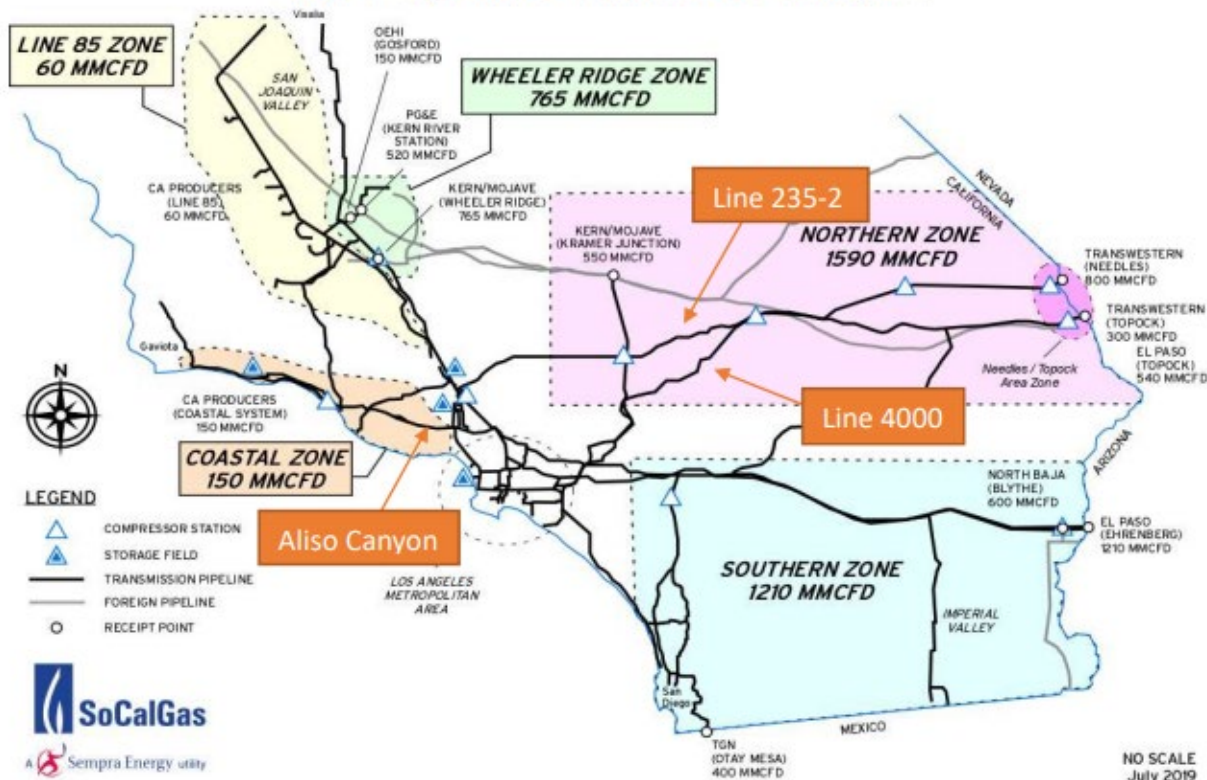 Visalia
LINE 85 ZONE
60 MMCFD
OEHI
(GOSFORD)
150 MMCFD
SAN
JOAQUIN
VALLEY
WHEELER RIDGE ZONE
765 MMCFD
PG&E
(KERN RIVER
STATION)
520 MMCFD
CA PRODUCERS
(LINE 85)
60 MMCFD
KERN/MOJAVE
(WHEELER RIDGE)
765 MMCFD
Line 235-2
NEVADA
CALIFORNIA
KERN/MOJAVE
(KRAMER JUNCTION)
550 MMCFD
NORTHERN ZONE
1590 MMCFD
TRANSWESTERN
(NEEDLES)
800 MMCFD
TRANSWESTERN
(TOPOCK)
300 MMCFD
EL PASO
(TOPOCK)
540 MMCFD
Needles / Topock
Area Zone
Gaviota
N
CA PRODUCERS
(COASTAL SYSTEM)
150 MMCFD
Line 4000
COASTAL ZONE
150 MMCFD
ARIZONA
Aliso Canyon
NORTH BAJA
(BLYTHE)
600 MMCFD
EL PASO
(EHRENBERG)
1210 MMCFD
LEGEND
COMPRESSOR STATION
STORAGE FIELD
TRANSMISSION PIPELINE
FOREIGN PIPELINE
RECEIPT POINT
LOS ANGELES
METROPOLITAN
AREA
SOUTHERN ZONE
1210 MMCFD
IMPERIAL
VALLEY
San
Diego
MEXICO
TGN
(OTAY MESA)
400 MMCFD
SoCalGas
A Sempra Energy utility
NO SCALE
July 2019